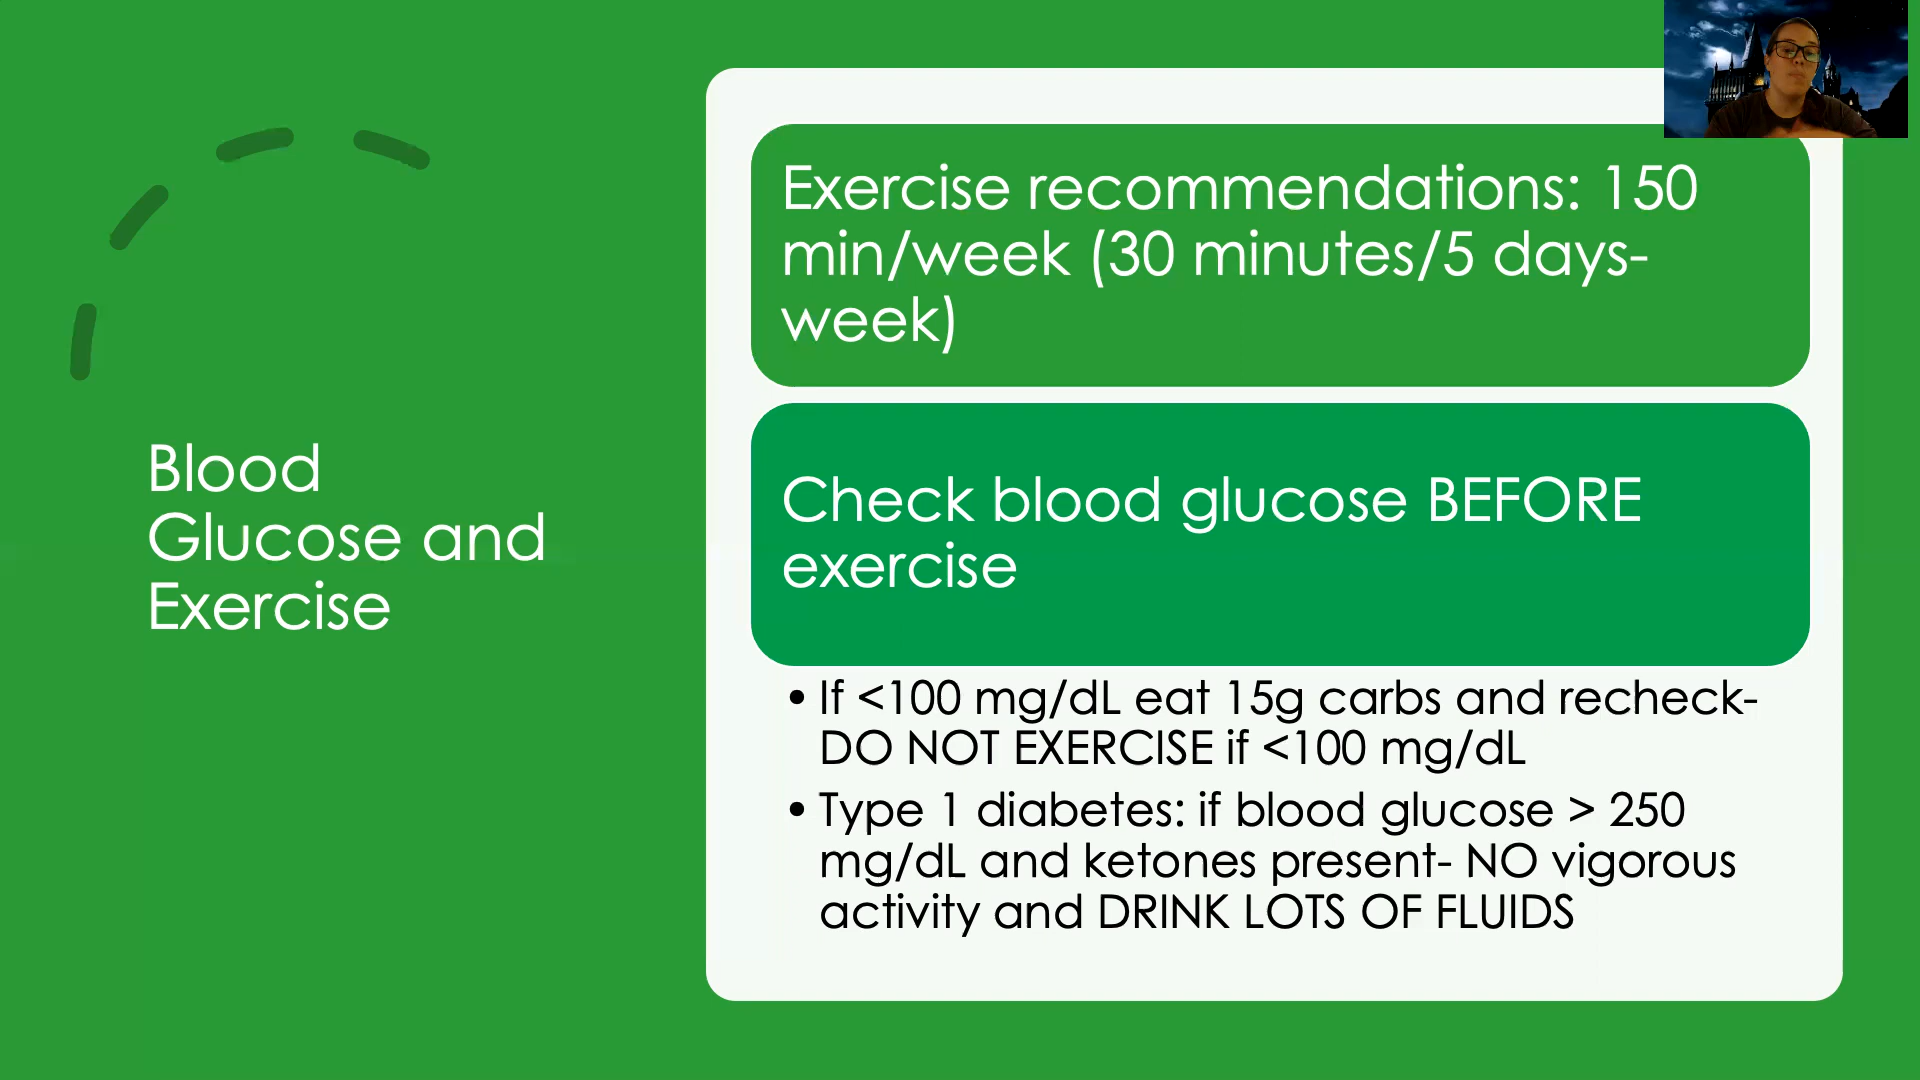 Blood
Glucose and
Exercise
Exercise recommendations: 150
min/week (30 minutes/5 days-
week)
Check blood glucose BEFORE
exercise
• If <100 mg/dL eat 15g carbs and recheck-
DO NOT EXERCISE if <100 mg/dL
• Type 1 diabetes: if blood glucose > 250
mg/dL and ketones present- NO vigorous
activity and DRINK LOTS OF FLUIDS